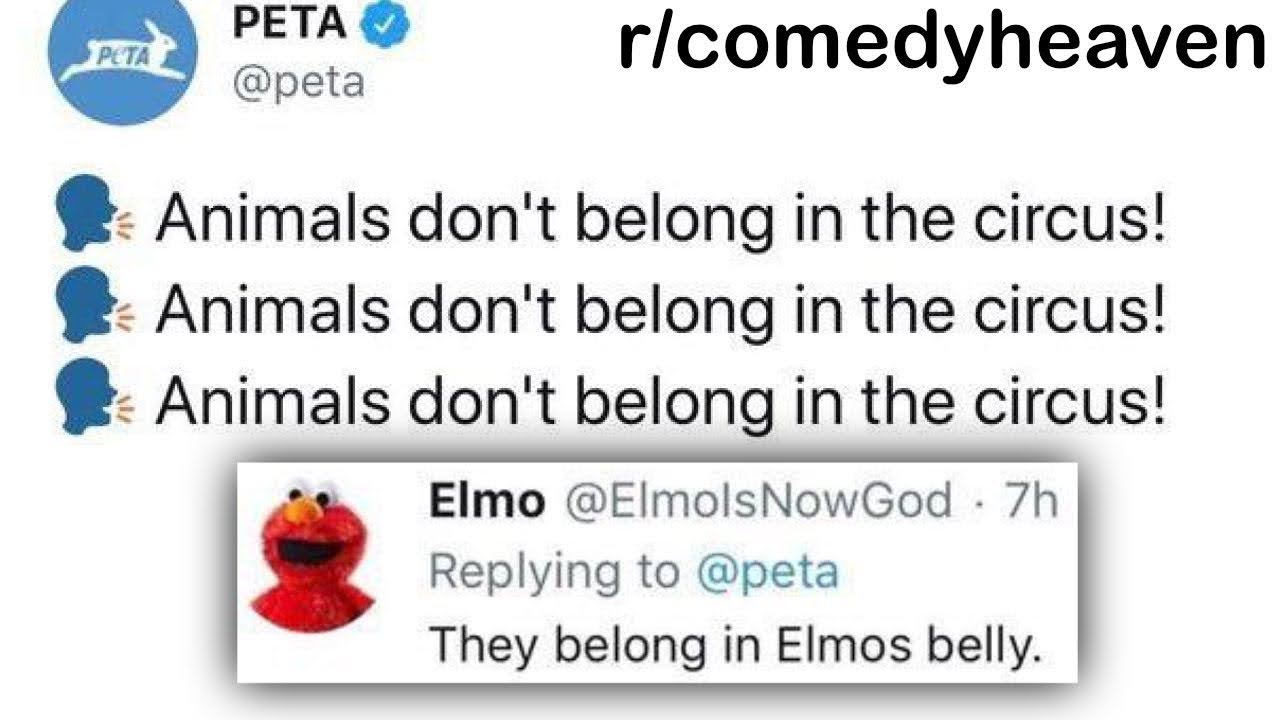 PETA
r/comedyheaven
PETA
@peta
🗣 Animals don't belong in the circus!
🗣 Animals don't belong in the circus!
🗣 Animals don't belong in the circus!
Elmo @ElmoIsNowGod · 7h
Replying to @peta
They belong in Elmos belly.